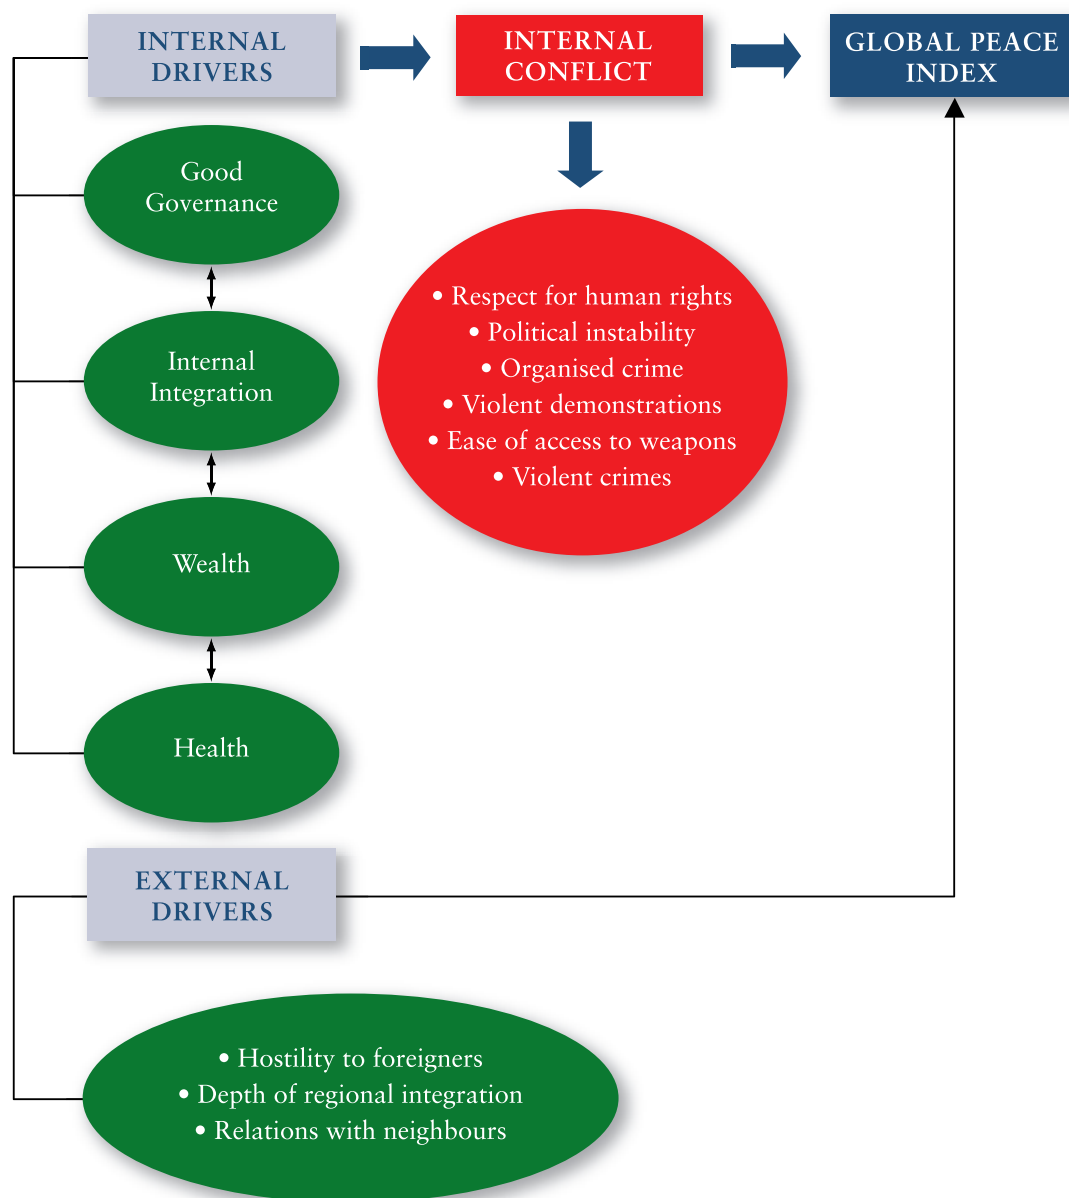 INTERNAL
DRIVERS
INTERNAL
CONFLICT
GLOBAL PEACE
INDEX
Good
Governance
Internal
Integration
Wealth
Health
• Respect for human rights
• Political instability
• Organised crime
• Violent demonstrations
• Ease of access to weapons
• Violent crimes
EXTERNAL
DRIVERS
• Hostility to foreigners
• Depth of regional integration
• Relations with neighbours